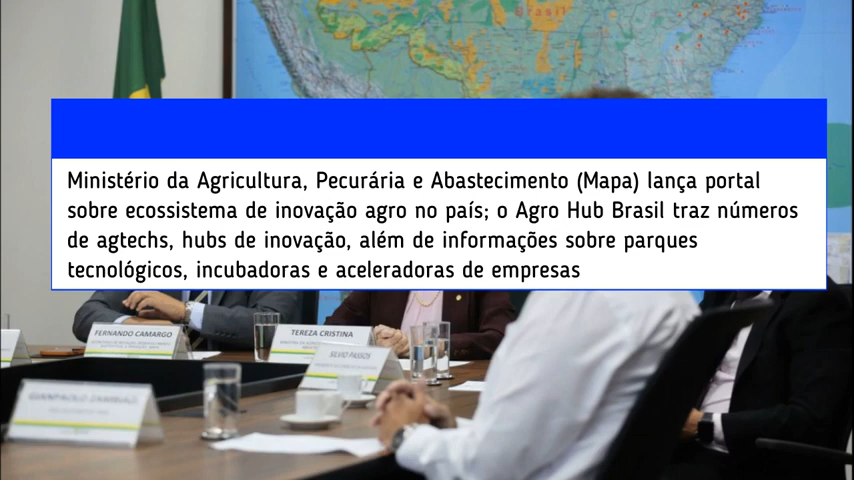 Brasil
Ministério da Agricultura, Pecurária e Abastecimento (Mapa) lança portal
sobre ecossistema de inovação agro no país; o Agro Hub Brasil traz números
de agtechs, hubs de inovação, além de informações sobre parques
tecnológicos, incubadoras e aceleradoras de empresas
FERNANDO CAMARGO
TEREZA CRISTINA
SILVIO PASSOS